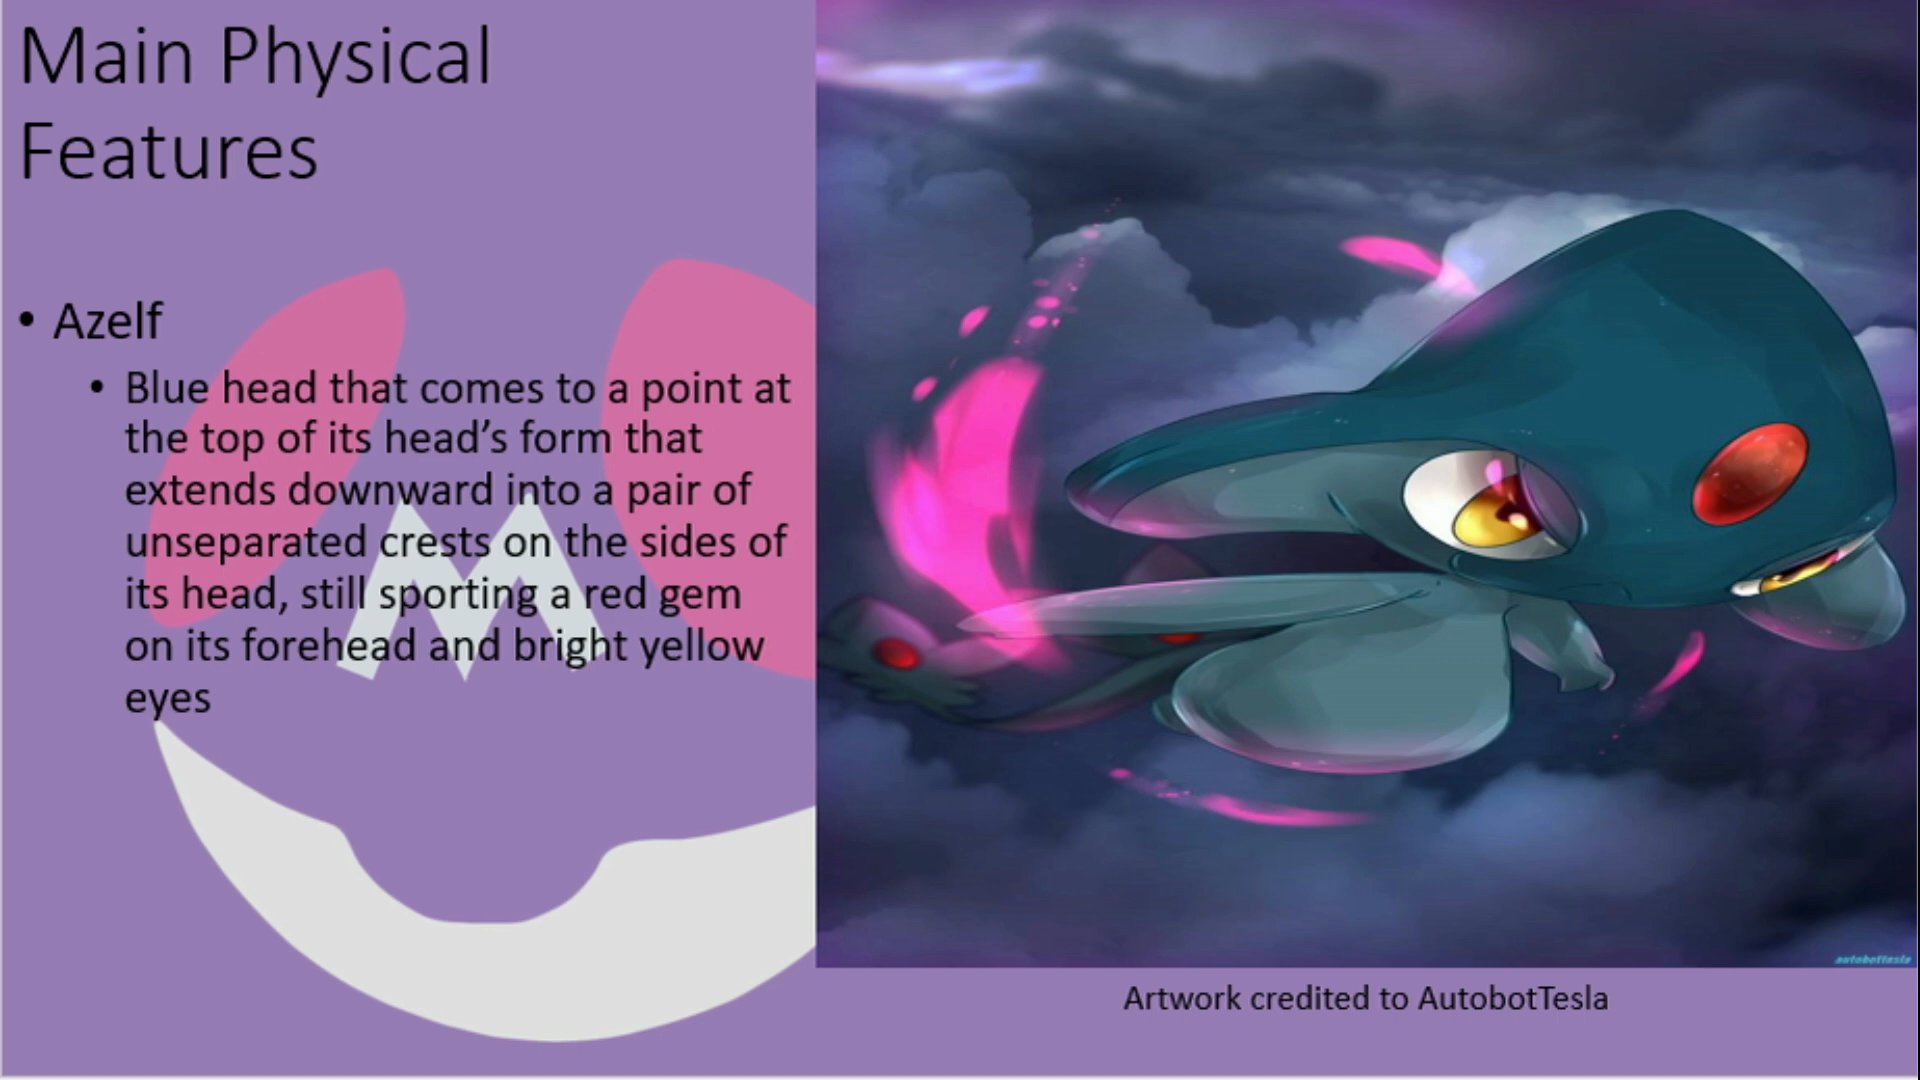 Main Physical
Features
• Azelf
• Blue head that comes to a point at
the top of its head’s form that
extends downward into a pair of
unseparated crests on the sides of
its head, still sporting a red gem
on its forehead and bright yellow
eyes
M
autobottesla
Artwork credited to AutobotTesla